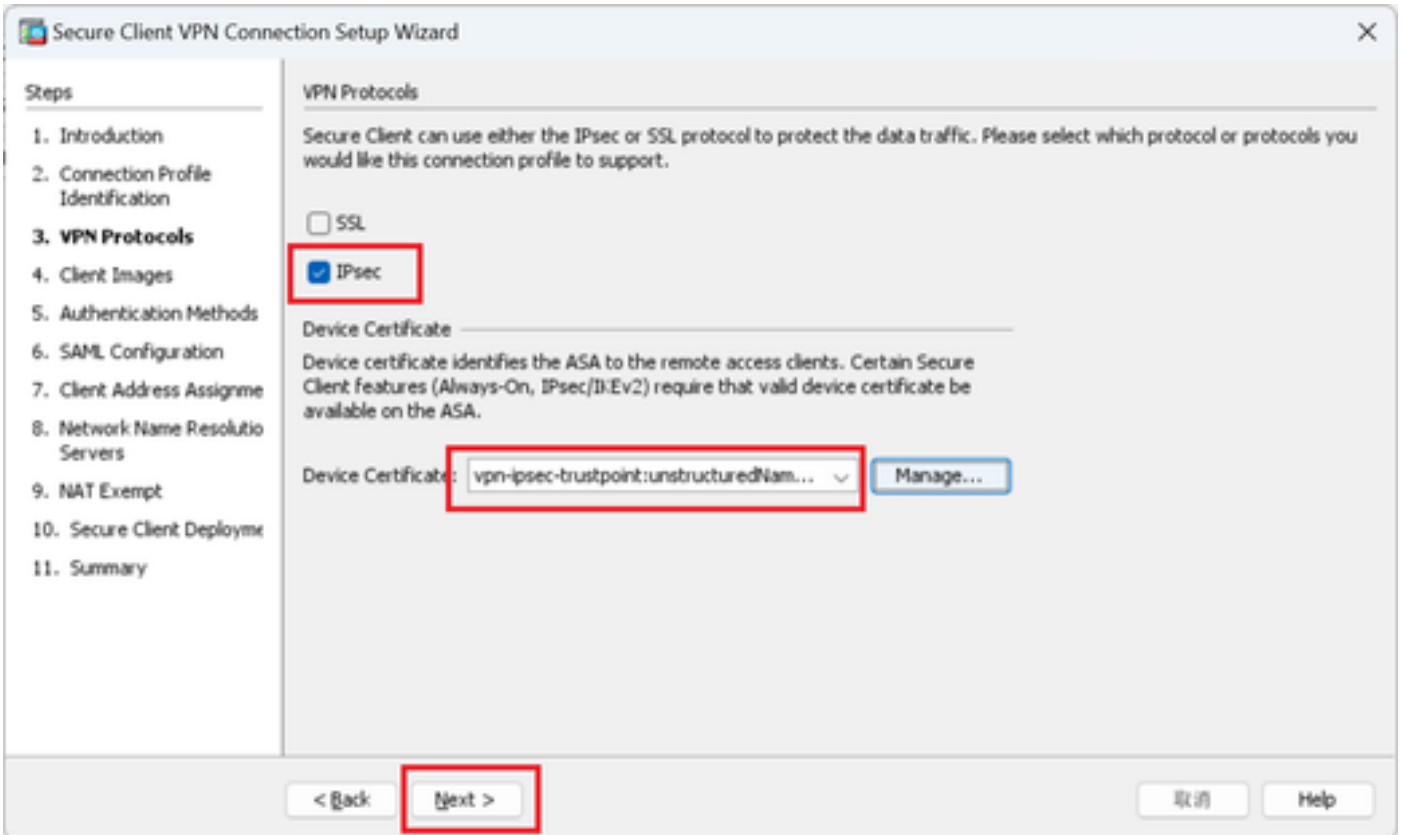 Secure Client VPN Connection Setup Wizard
Steps
1. Introduction
2. Connection Profile
Identification
3. VPN Protocols
4. Client Images
5. Authentication Methods
6. SAML Configuration
7. Client Address Assignme
8. Network Name Resolutio
Servers
9. NAT Exempt
10. Secure Client Deployme
11. Summary
VPN Protocols
Secure Client can use either the IPsec or SSL protocol to protect the data traffic. Please select which protocol or protocols you
would like this connection profile to support.
SSL
IPsec
Device Certificate
Device certificate identifies the ASA to the remote access clients. Certain Secure
Client features (Always-On, IPsec/IKEv2) require that valid device certificate be
available on the ASA.
Device Certificate: vpn-ipsec-trustpoint:unstructuredNam... Manage...
< Back Next > 取消 Help